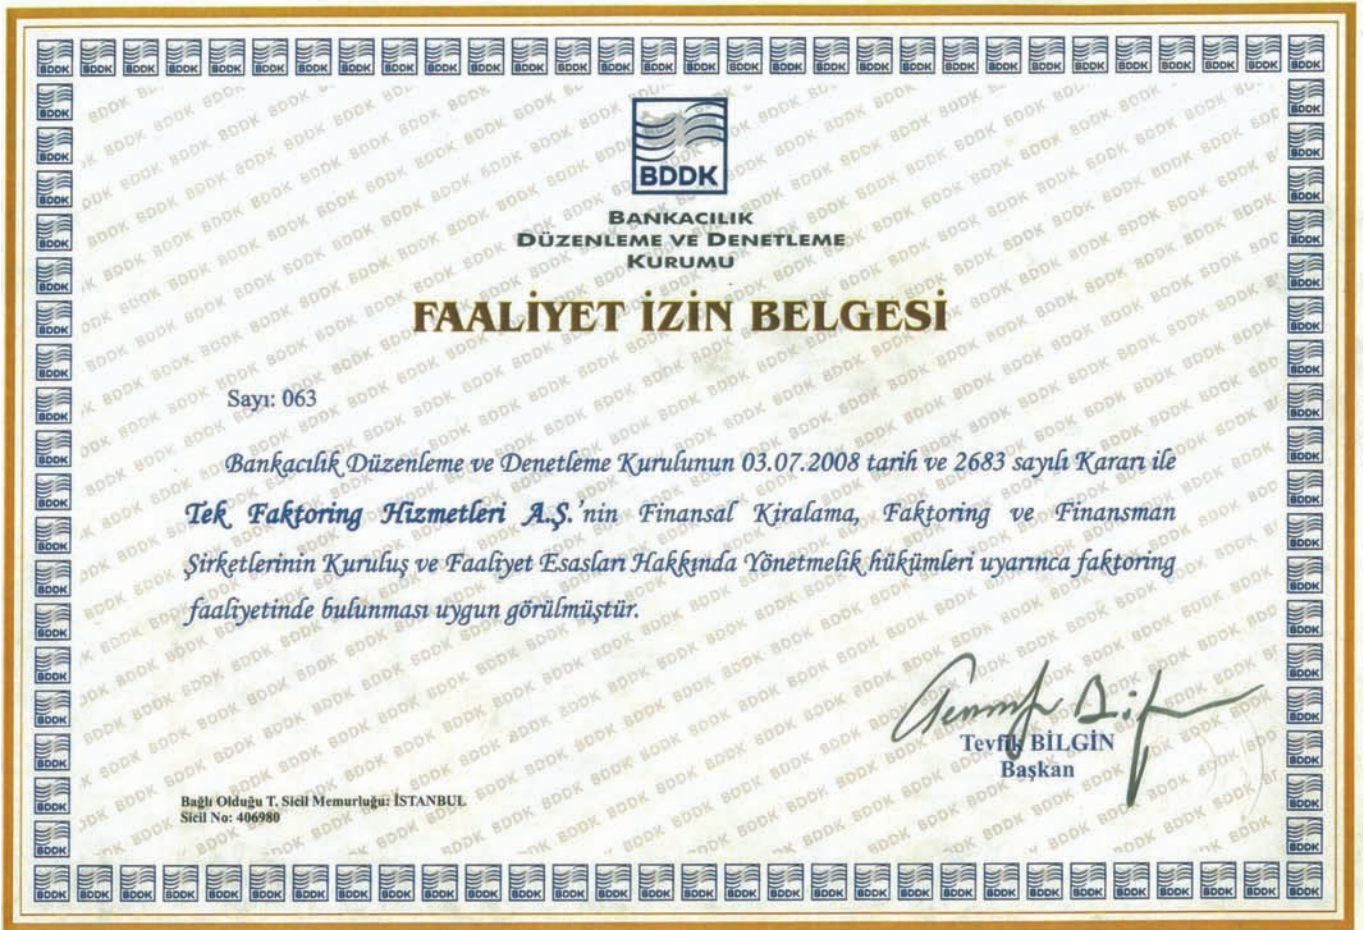 BDDK
BANKACILIK
DÜZENLEME VE DENETLEME
KURUMU
FAALİYET İZİN BELGESİ
Sayı: 063
Bankacılık Düzenleme ve Denetleme Kurulunun 03.07.2008 tarih ve 2683 sayılı Kararı ile
Tek Faktoring Hizmetleri A.Ş.'nin Finansal Kiralama, Faktoring ve Finansman
Şirketlerinin Kuruluş ve Faaliyet Esasları Hakkında Yönetmelik hükümleri uyarınca faktoring
faaliyetinde bulunması uygun görülmüştür.
Tevfik BİLGİN
Başkan
Bağlı Olduğu T. Sicil Memurluğu: İSTANBUL
Sicil No: 406980